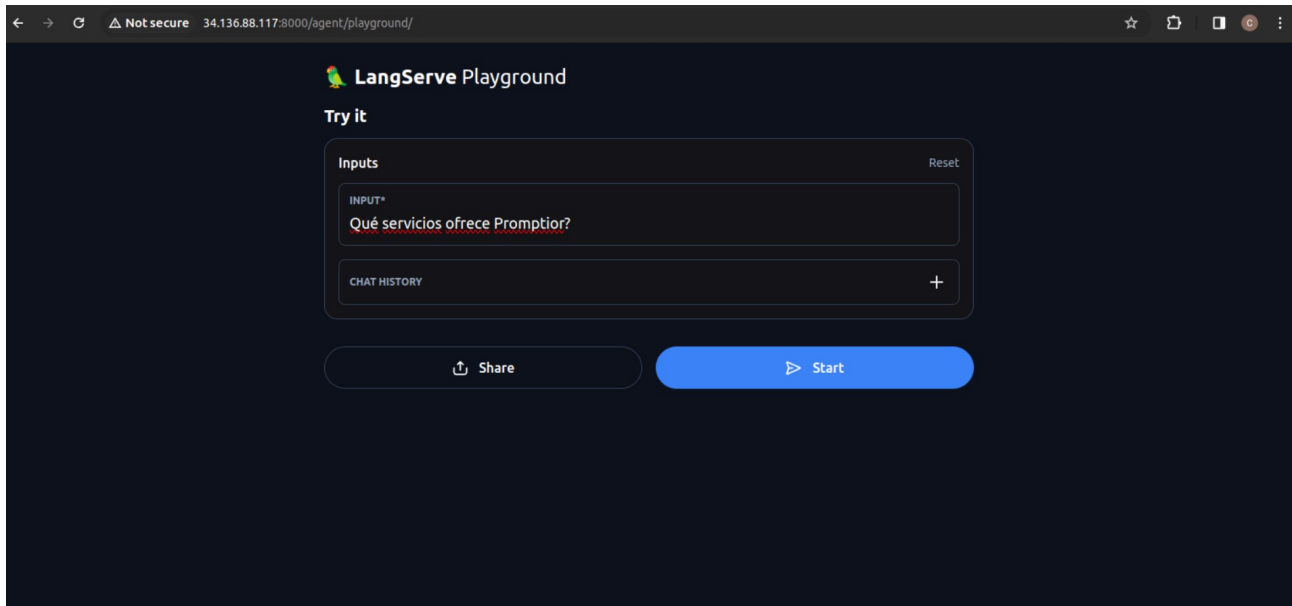 Not secure 34.136.88.117:8000/agent/playground/
C
LangServe Playground
Try it
Inputs Reset
INPUT*
Qué servicios ofrece Promptior?
CHAT HISTORY
Share Start